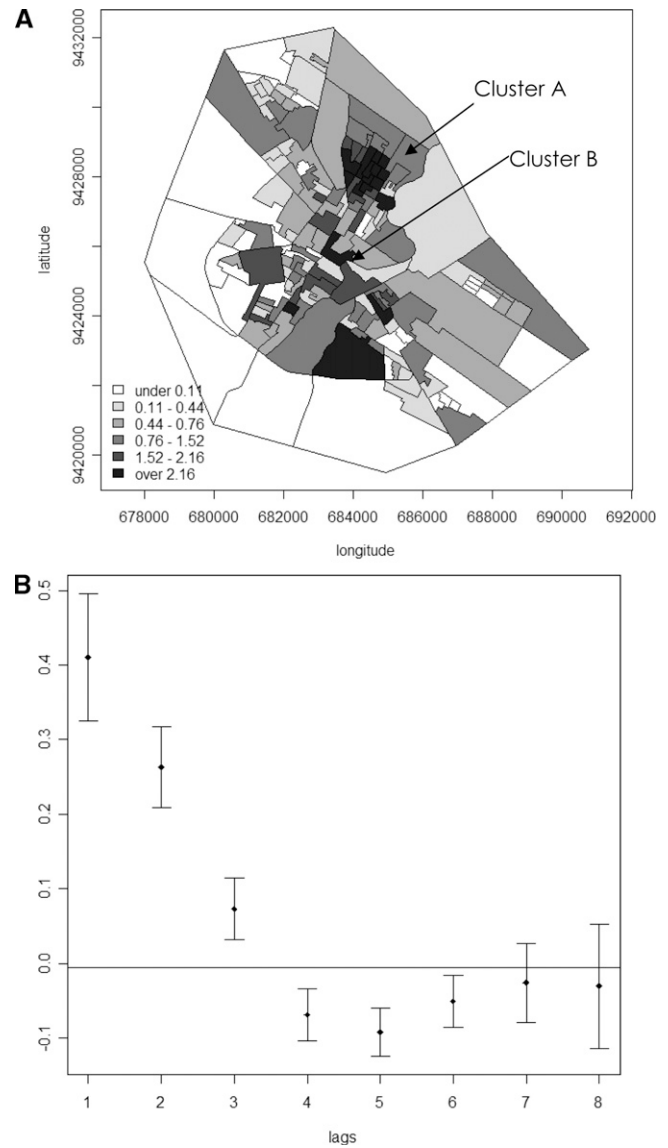 A
9432000
9428000
9424000
9420000
latitude
Cluster A
Cluster B
under 0.11
0.11 - 0.44
0.44 - 0.76
0.76 - 1.52
1.52 - 2.16
over 2.16
678000 680000 682000 684000 686000 688000 690000 692000
longitude
B
0.5
0.4
0.3
0.2
0.1
0.0
-0.1
1 2 3 4 5 6 7 8
lags